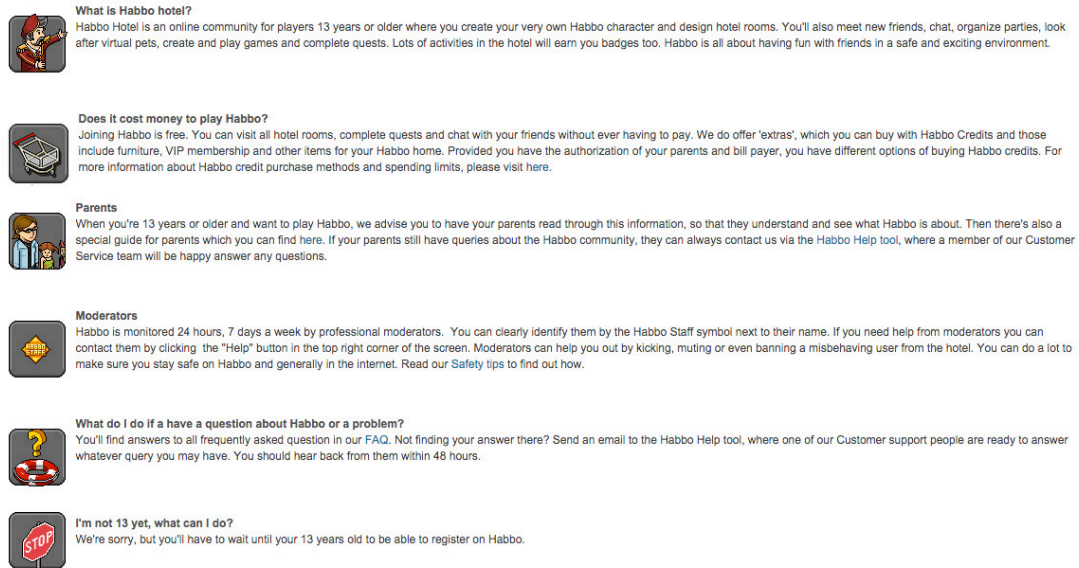 What is Habbo hotel?
Habbo Hotel is an online community for players 13 years or older where you create your very own Habbo character and design hotel rooms. You'll also meet new friends, chat, organize parties, look
after virtual pets, create and play games and complete quests. Lots of activities in the hotel will earn you badges too. Habbo is all about having fun with friends in a safe and exciting environment.
Does it cost money to play Habbo?
Joining Habbo is free. You can visit all hotel rooms, complete quests and chat with your friends without ever having to pay. We do offer 'extras', which you can buy with Habbo Credits and those
include furniture, VIP membership and other items for your Habbo home. Provided you have the authorization of your parents and bill payer, you have different options of buying Habbo credits. For
more information about Habbo credit purchase methods and spending limits, please visit here.
Parents
When you're 13 years or older and want to play Habbo, we advise you to have your parents read through this information, so that they understand and see what Habbo is about. Then there's also a
special guide for parents which you can find here. If your parents still have queries about the Habbo community, they can always contact us via the Habbo Help tool, where a member of our Customer
Service team will be happy answer any questions.
Moderators
HABBO
STAFF
Habbo is monitored 24 hours, 7 days a week by professional moderators.  You can clearly identify them by the Habbo Staff symbol next to their name. If you need help from moderators you can
contact them by clicking  the "Help" button in the top right corner of the screen. Moderators can help you out by kicking, muting or even banning a misbehaving user from the hotel. You can do a lot to
make sure you stay safe on Habbo and generally in the internet. Read our Safety tips to find out how.
What do I do if a have a question about Habbo or a problem?
?
You'll find answers to all frequently asked question in our FAQ. Not finding your answer there? Send an email to the Habbo Help tool, where one of our Customer support people are ready to answer
whatever query you may have. You should hear back from them within 48 hours.
I'm not 13 yet, what can I do?
STOP
We're sorry, but you'll have to wait until your 13 years old to be able to register on Habbo.